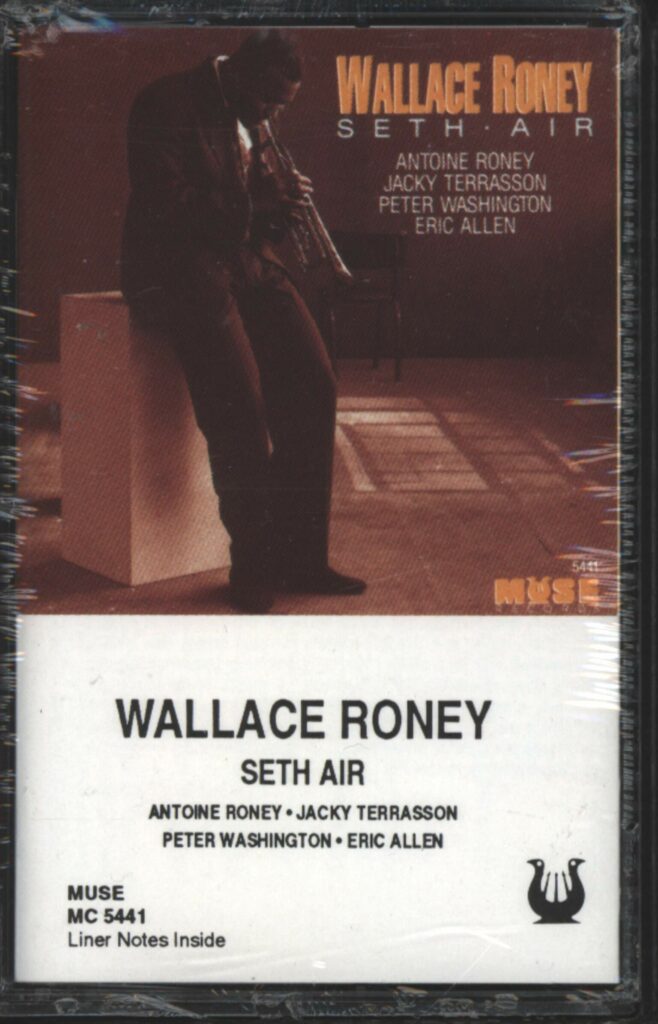 WALLACE RONEY
SETH · AIR
ANTOINE RONEY
JACKY TERRASSON
PETER WASHINGTON
ERIC ALLEN
5441
MUSE
WALLACE RONEY
SETH AIR
ANTOINE RONEY • JACKY TERRASSON
PETER WASHINGTON • ERIC ALLEN
MUSE
MC 5441
Liner Notes Inside